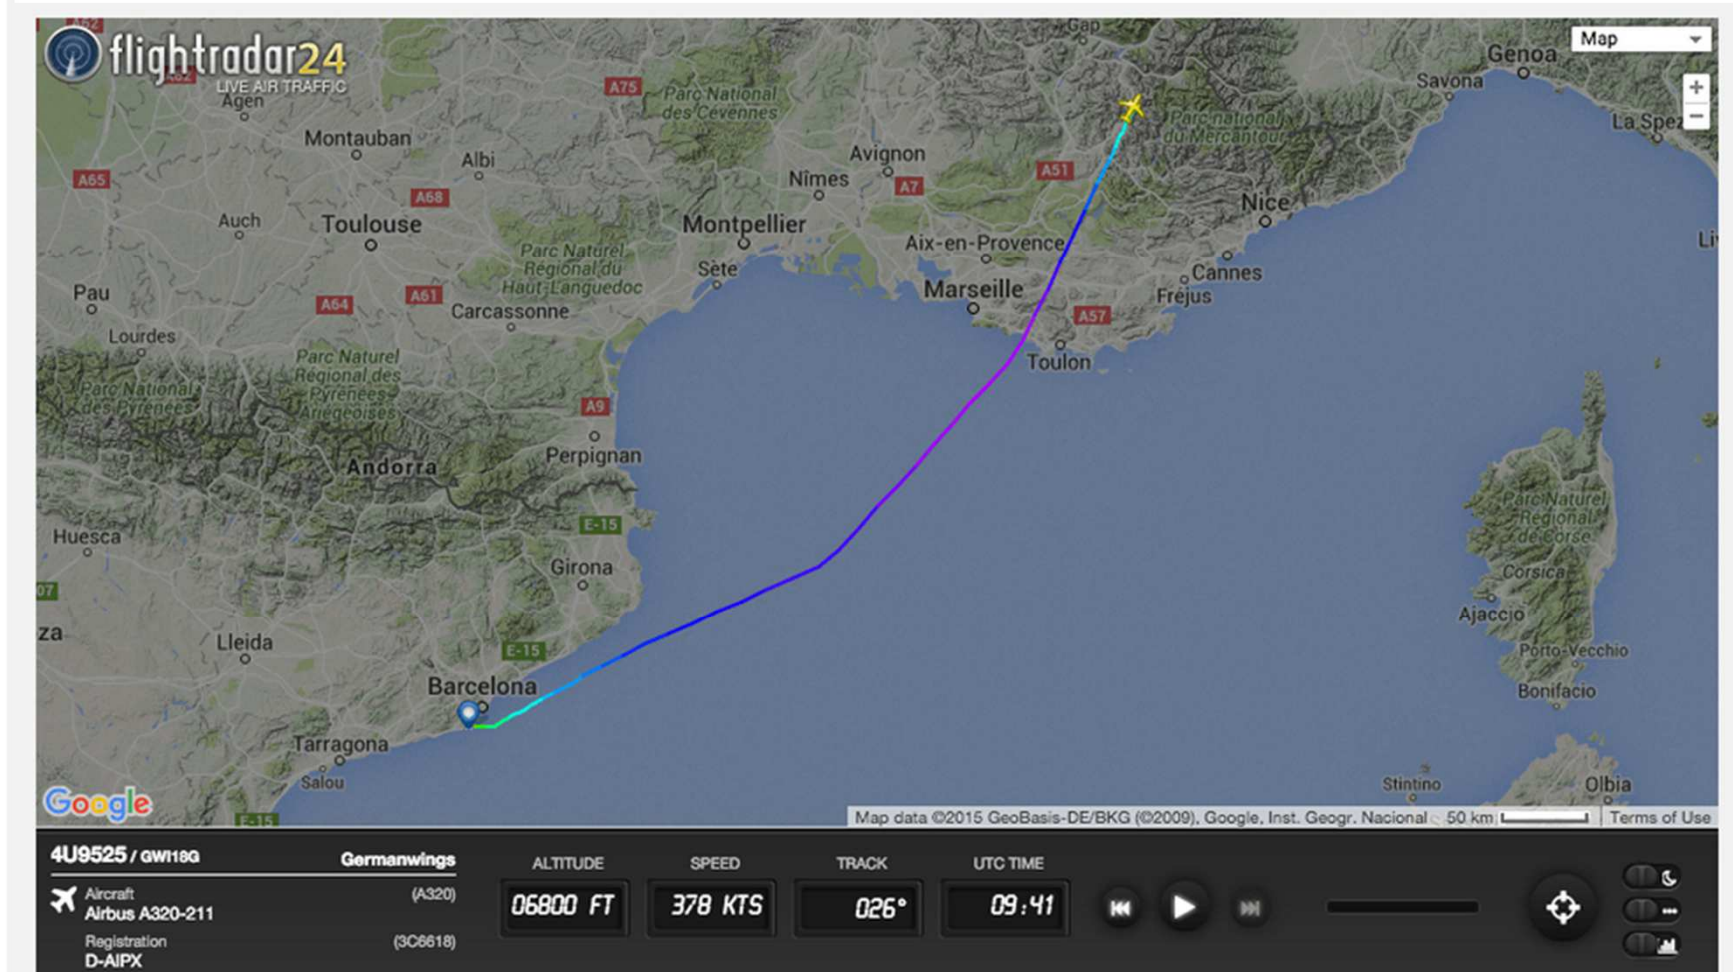 A62
flightradar24
LIVE AIR TRAFFIC
A62
Agen
Montauban
Albi
A65
A68
Auch
Toulouse
Pau
A64
A61
Lourdes
Carcassonne
Parc Naturel
Régional du
Haut-Languedoc
A75
Parc National
des Cévennes
Gap
Parc national
du Mercantour
Map
Genoa
Savona
La Spez
+
−
Avignon
Nîmes
A7
A51
Montpellier
Sète
Aix-en-Provence
Marseille
Nice
Cannes
Fréjus
A57
Toulon
Li
Parc National
des Pyrénées
Parc Naturel
Régional des
Pyrénées
Ariégeoises
A9
Perpignan
Andorra
E-15
Huesca
Girona
07
za
Lleida
E-15
Barcelona
Tarragona
Salou
E-15
Parc Naturel
Régional
de Corse
Corsica
Ajaccio
Porto-Vecchio
Bonifacio
Stintino
Olbia
Google
Map data ©2015 GeoBasis-DE/BKG (©2009), Google, Inst. Geogr. Nacional
50 km
Terms of Use
4U9525 / GWI18G
Germanwings
Aircraft
(A320)
Airbus A320-211
Registration
(3C6618)
D-AIPX
ALTITUDE
SPEED
TRACK
UTC TIME
06800 FT
378 KTS
026°
09:41